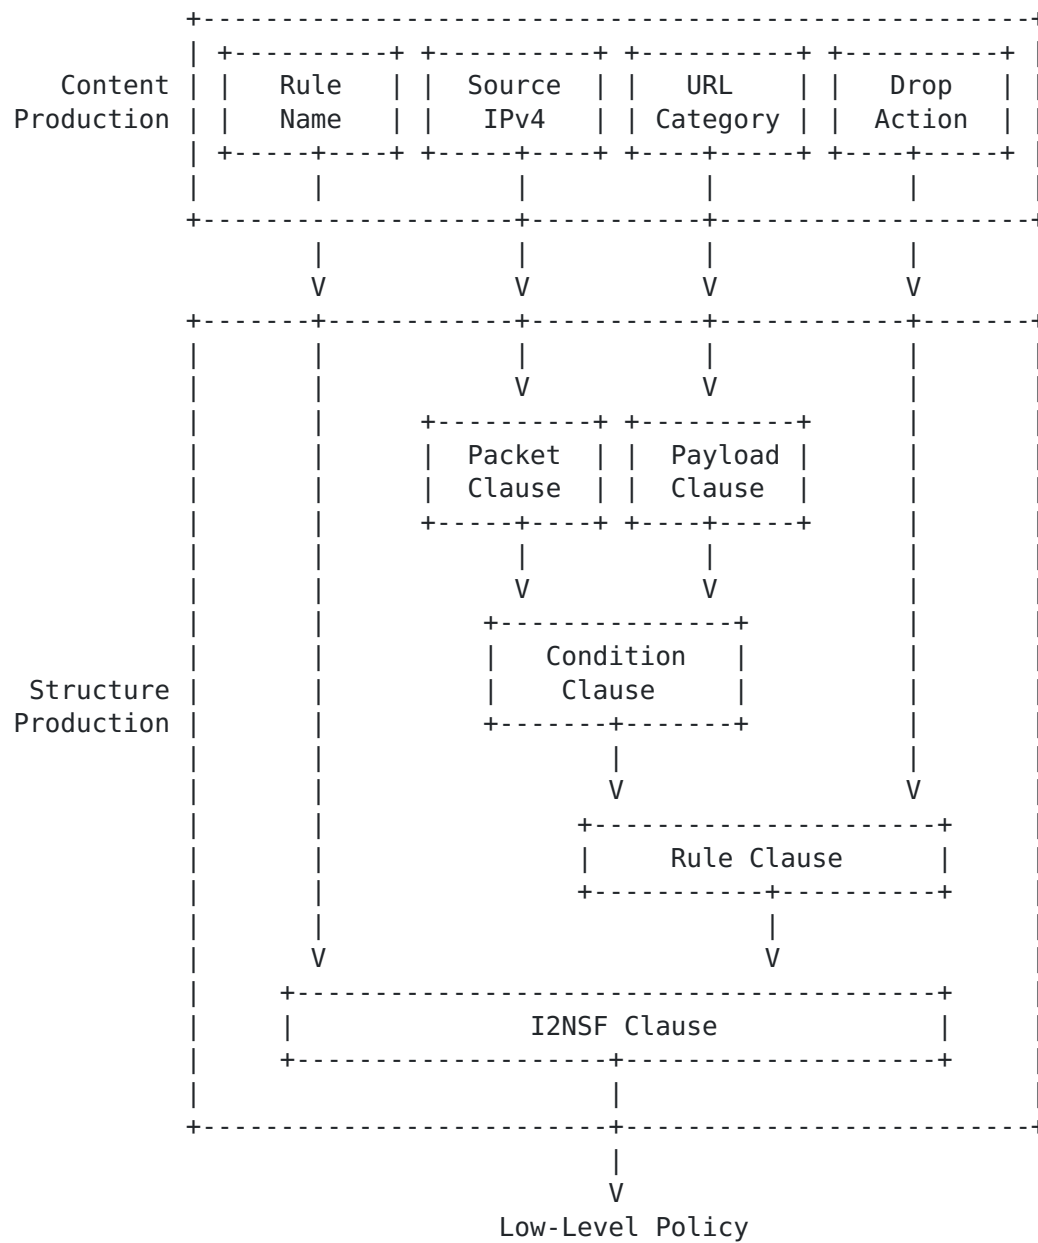 +-----------------------------------------------------+
| +----------+ +----------+ +----------+ +----------+ |
Content | |   Rule   | |  Source  | |   URL    | |   Drop   | |
Production | |   Name   | |   IPv4   | | Category | |  Action  | |
| +-----+----+ +-----+----+ +----+-----+ +----+-----+ |
|       |            |           |            |       |
+--------------------+-----------+--------------------+
|            |           |            |
V            V           V            V
+-------+------------+-----------+------------+-------+
|       |            |           |            |       |
|       |            V           V            |       |
|       |      +----------+ +----------+      |       |
|       |      |  Packet  | |  Payload |      |       |
|       |      |  Clause  | |  Clause  |      |       |
|       |      +-----+----+ +----+-----+      |       |
|       |            |           |            |       |
|       |            V           V            |       |
|       |          +---------------+          |       |
|       |          |   Condition   |          |       |
Structure |       |          |    Clause     |          |       |
Production |       |          +-------+-------+          |       |
|       |                  |                  |       |
|       |                  V                  V       |
|       |                +----------------------+     |
|       |                |     Rule Clause      |     |
|       |                +-----------+----------+     |
|       |                            |                |
|       V                            V                |
|     +-----------------------------------------+     |
|     |               I2NSF Clause              |     |
|     +--------------------+--------------------+     |
|                          |                          |
+--------------------------+--------------------------+
|
V
Low-Level Policy